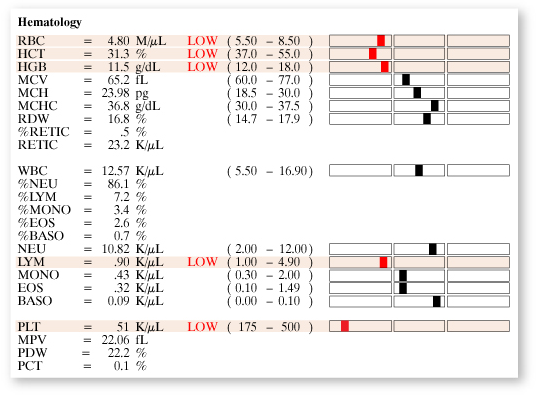 Hematology
RBC = 4.80 M/µL LOW ( 5.50 – 8.50 )
HCT = 31.3 % LOW ( 37.0 – 55.0 )
HGB = 11.5 g/dL LOW ( 12.0 – 18.0 )
MCV = 65.2 fL ( 60.0 – 77.0 )
MCH = 23.98 pg ( 18.5 – 30.0 )
MCHC = 36.8 g/dL ( 30.0 – 37.5 )
RDW = 16.8 % ( 14.7 – 17.9 )
%RETIC = .5 %
RETIC = 23.2 K/µL
WBC = 12.57 K/µL ( 5.50 – 16.90 )
%NEU = 86.1 %
%LYM = 7.2 %
%MONO = 3.4 %
%EOS = 2.6 %
%BASO = 0.7 %
NEU = 10.82 K/µL ( 2.00 – 12.00 )
LYM = .90 K/µL LOW ( 1.00 – 4.90 )
MONO = .43 K/µL ( 0.30 – 2.00 )
EOS = .32 K/µL ( 0.10 – 1.49 )
BASO = 0.09 K/µL ( 0.00 – 0.10 )
PLT = 51 K/µL LOW ( 175 – 500 )
MPV = 22.06 fL
PDW = 22.2 %
PCT = 0.1 %